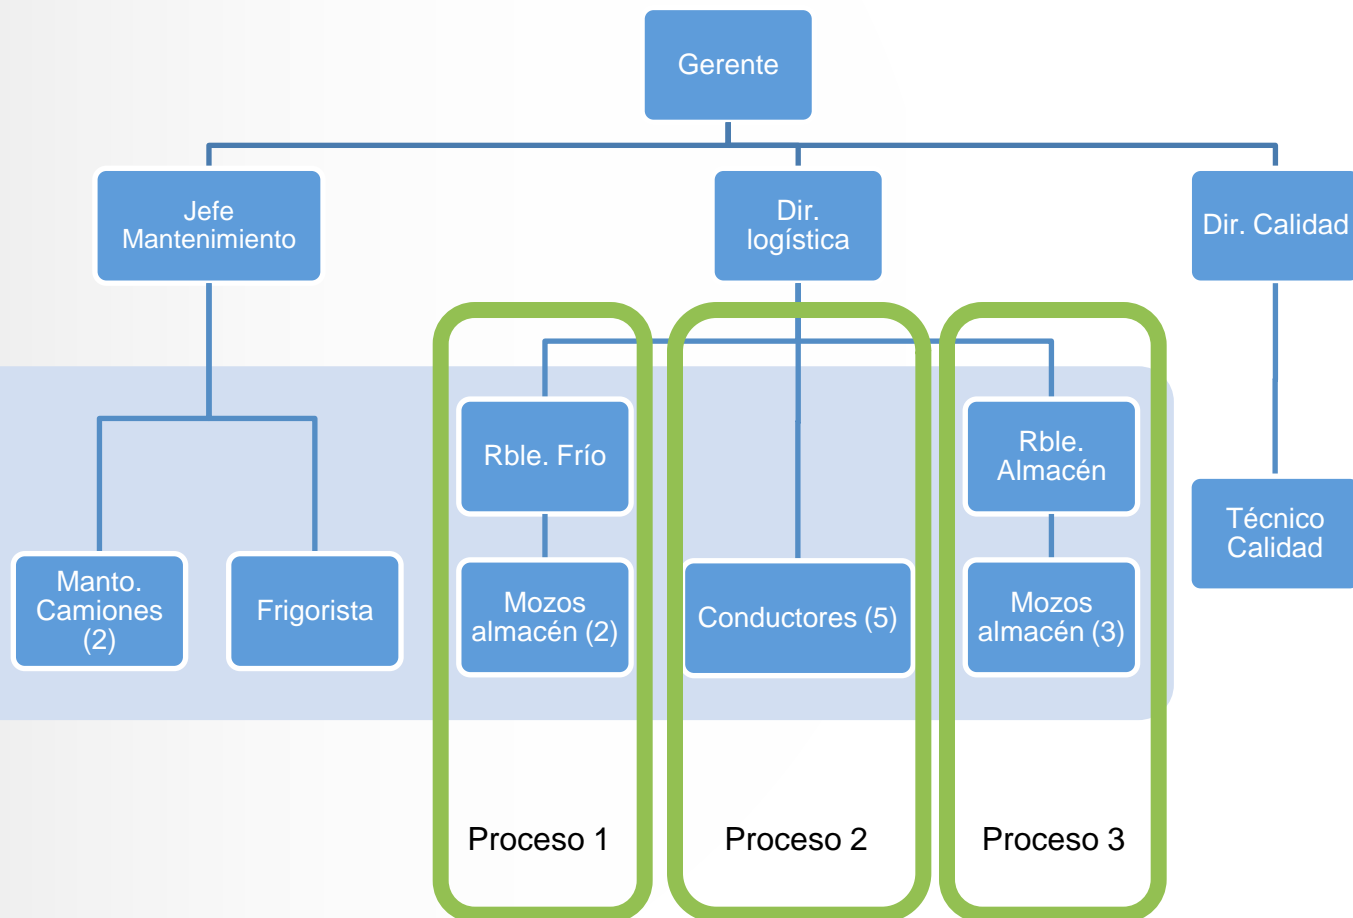 Gerente
Jefe
Mantenimiento
Dir.
logística
Dir. Calidad
Rble. Frío
Rble.
Almacén
Técnico
Calidad
Manto.
Camiones
(2)
Frigorista
Mozos
almacén (2)
Conductores (5)
Mozos
almacén (3)
Proceso 1
Proceso 2
Proceso 3